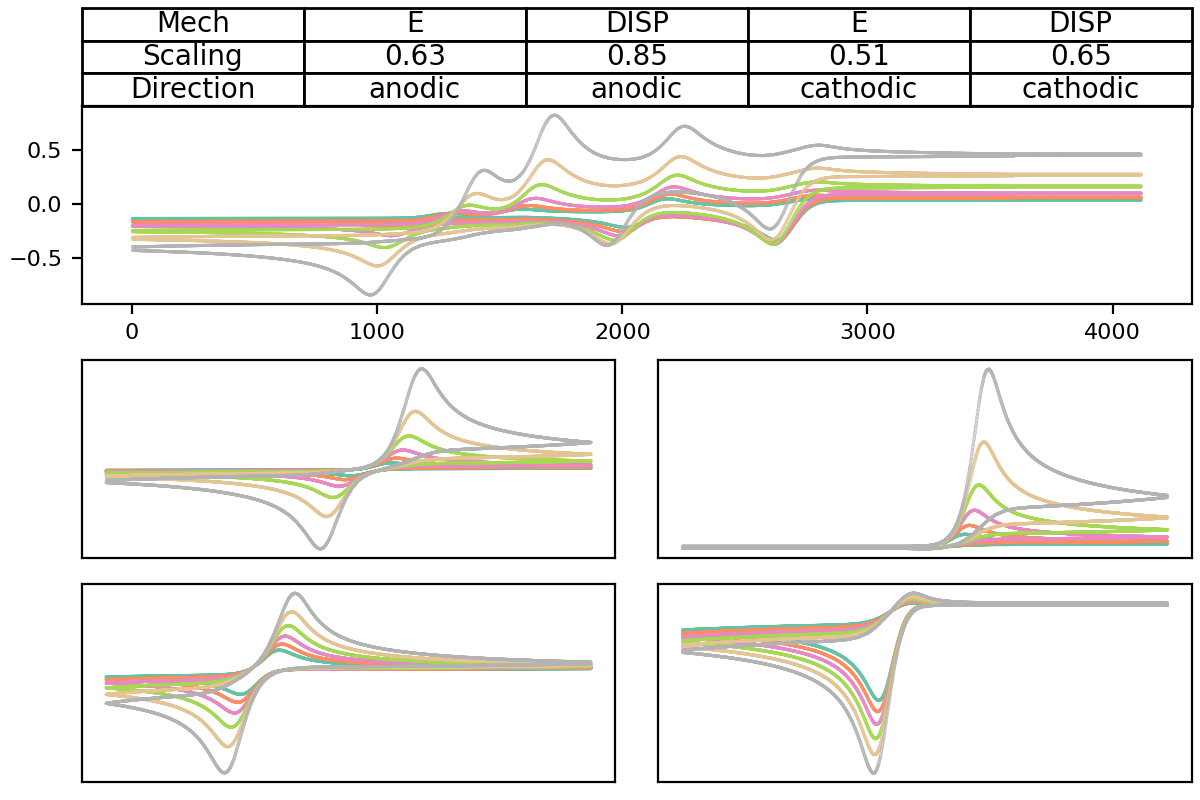 Mech E DISP E DISP
Scaling 0.63 0.85 0.51 0.65
Direction anodic anodic cathodic cathodic
0.5
0.0
−0.5
0 1000 2000 3000 4000